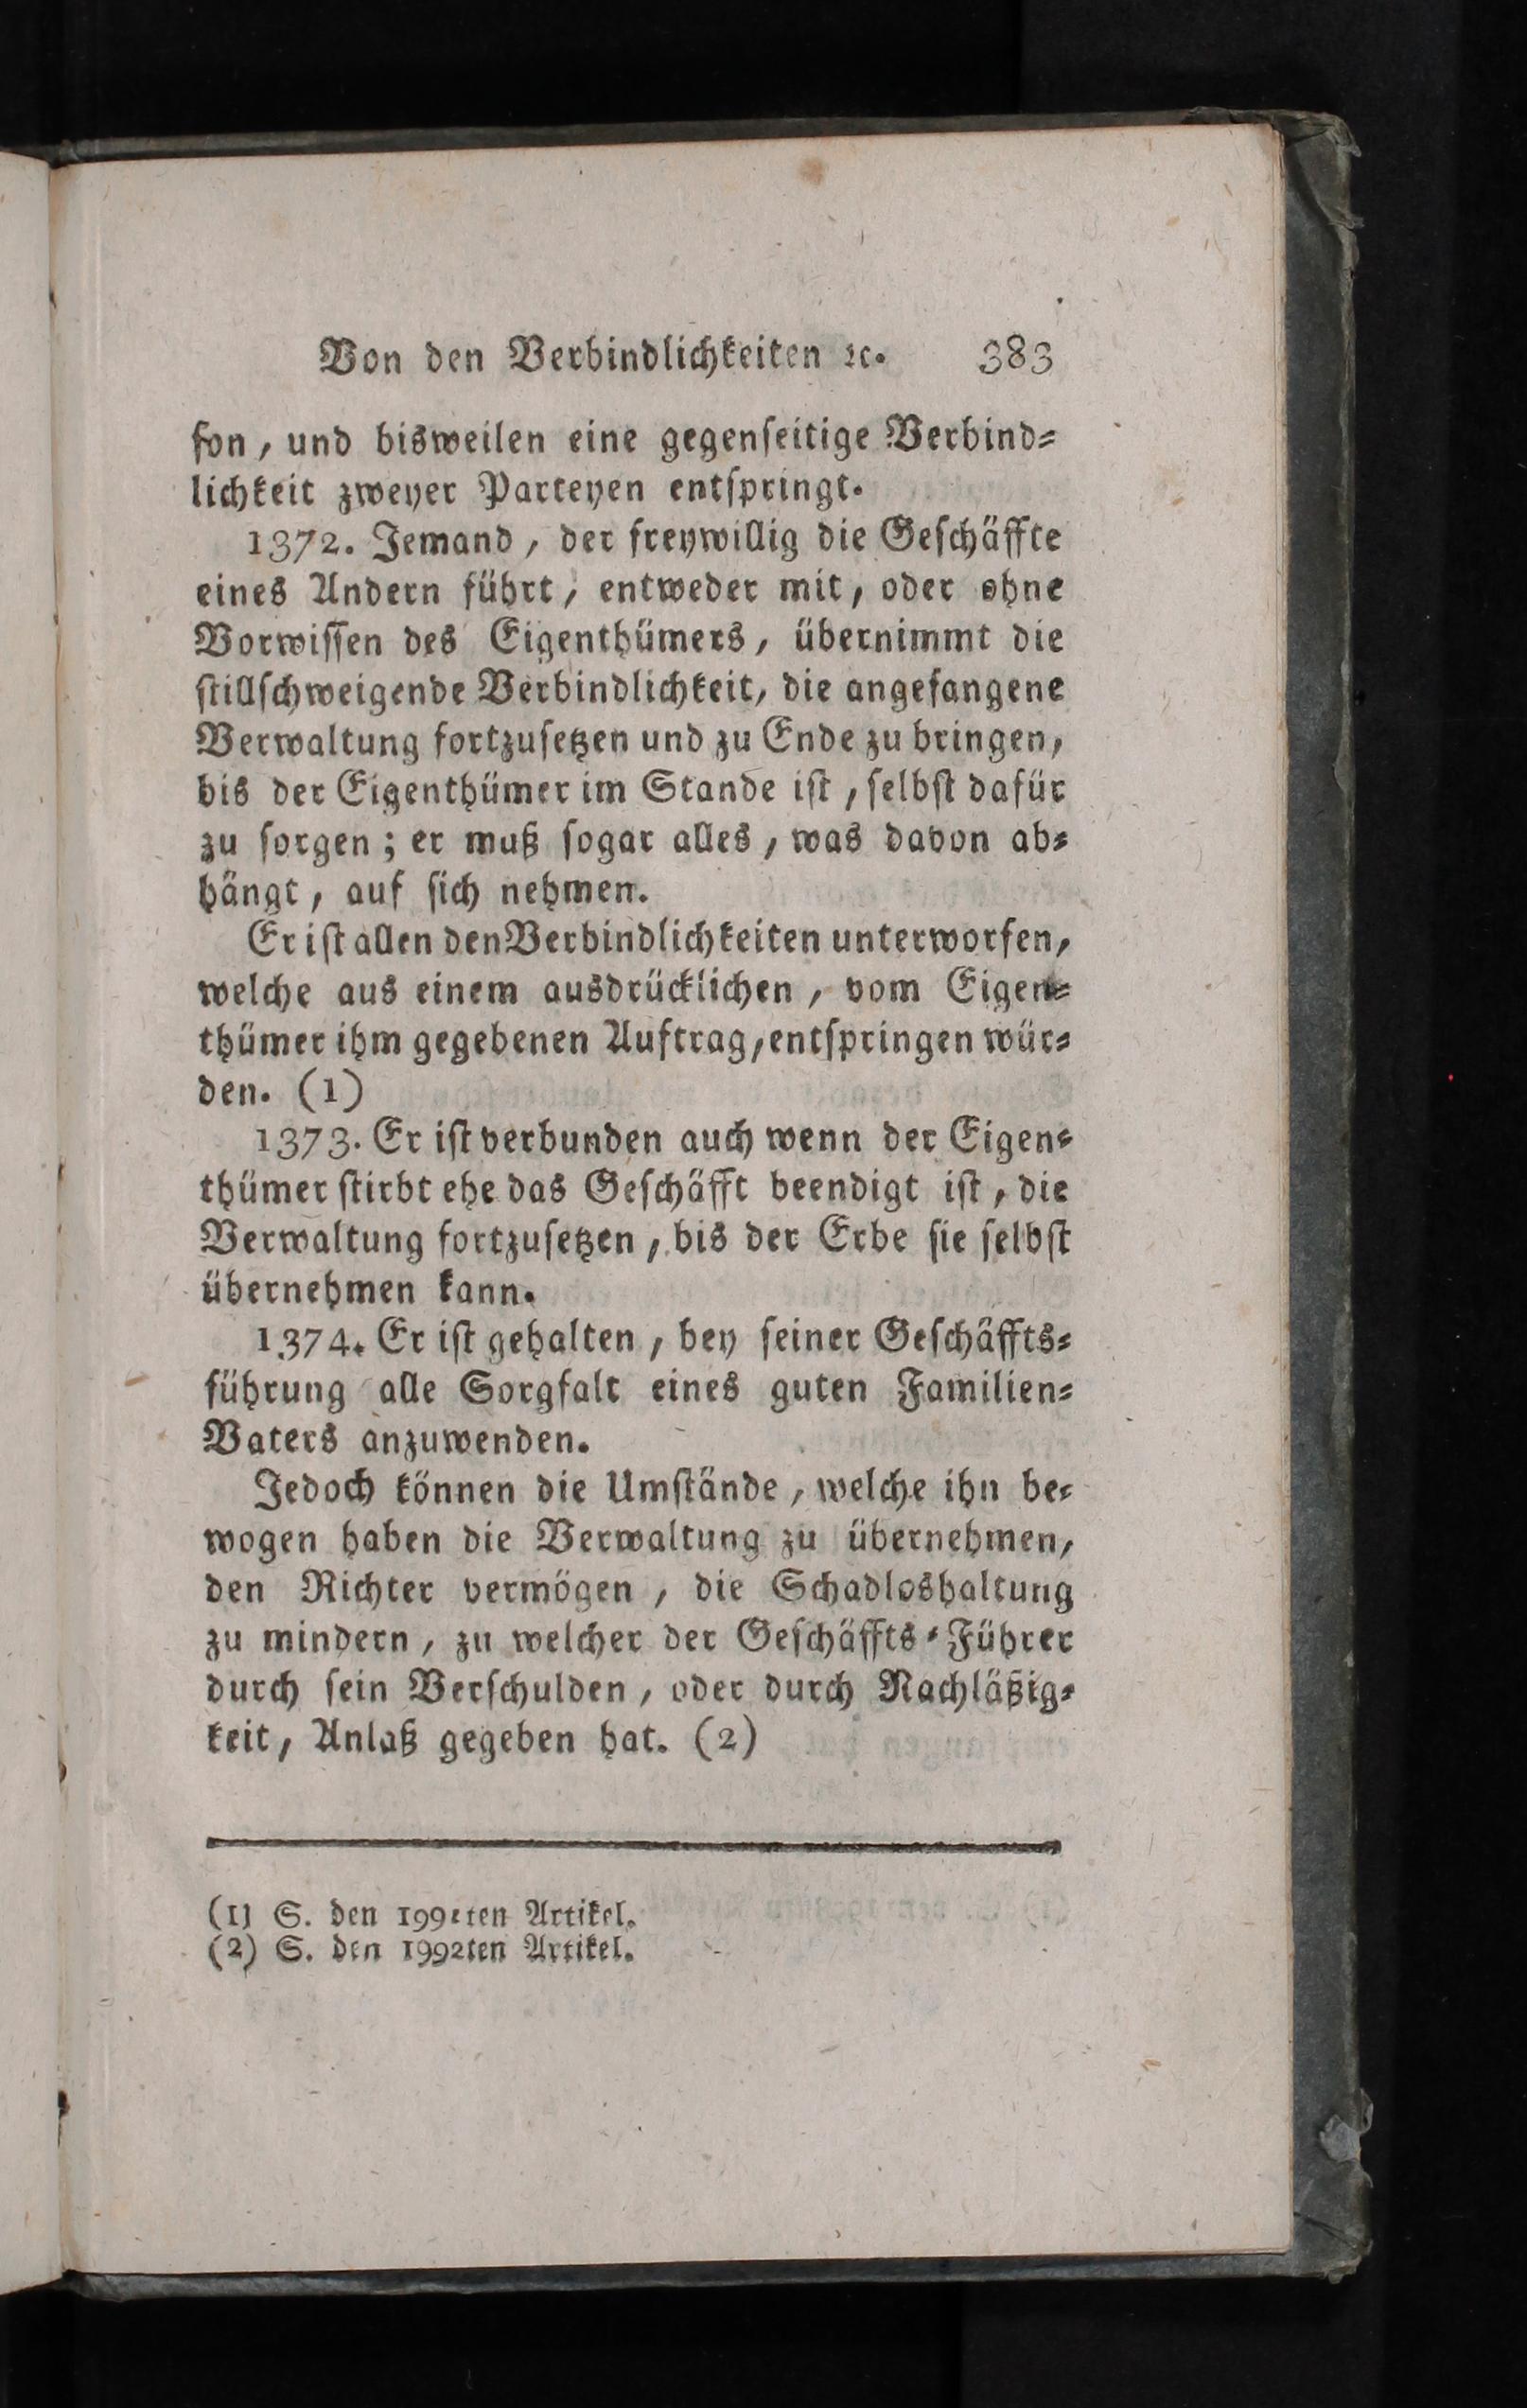 Von den Verbindlichkeiten ꝛc. 383
ſon, und bisweilen eine gegenſeitige Verbind⸗
lichkeit zweyer Parteyen entſpringt.
1372. Jemand, der freywillig die Geſchäffte
eines Andern führt, entweder mit, oder ohne
Vorwiſſen des Eigenthümers, übernimmt die
ſtillſchweigende Verbindlichkeit, die angefangene
Verwaltung fortzuſetzen und zu Ende zu bringen,
bis der Eigenthümer im Stande iſt, ſelbſt dafür
zu ſorgen; er muß ſogar alles, was davon ab⸗
hängt, auf ſich nehmen.
Er iſt allen den Verbindlichkeiten unterworfen,
welche aus einem ausdrücklichen, vom Eigen⸗
thümer ihm gegebenen Auftrag, entſpringen wür⸗
den. (1)
1373. Er iſt verbunden auch wenn der Eigen⸗
thümer ſtirbt ehe das Geſchäfft beendigt iſt, die
Verwaltung fortzuſetzen, bis der Erbe ſie ſelbſt
übernehmen kann.
1374. Er iſt gehalten, bey ſeiner Geſchäffts⸗
führung alle Sorgfalt eines guten Familien⸗
Vaters anzuwenden.
Jedoch können die Umſtände, welche ihn be⸗
wogen haben die Verwaltung zu übernehmen,
den Richter vermögen, die Schadloshaltung
zu mindern, zu welcher der Geſchäffts⸗Führer
durch ſein Verſchulden, oder durch Nachläßig⸗
keit, Anlaß gegeben hat. (2)
(1) S. den 1991ten Artikel.
(2) S. den 1992ten Artikel.